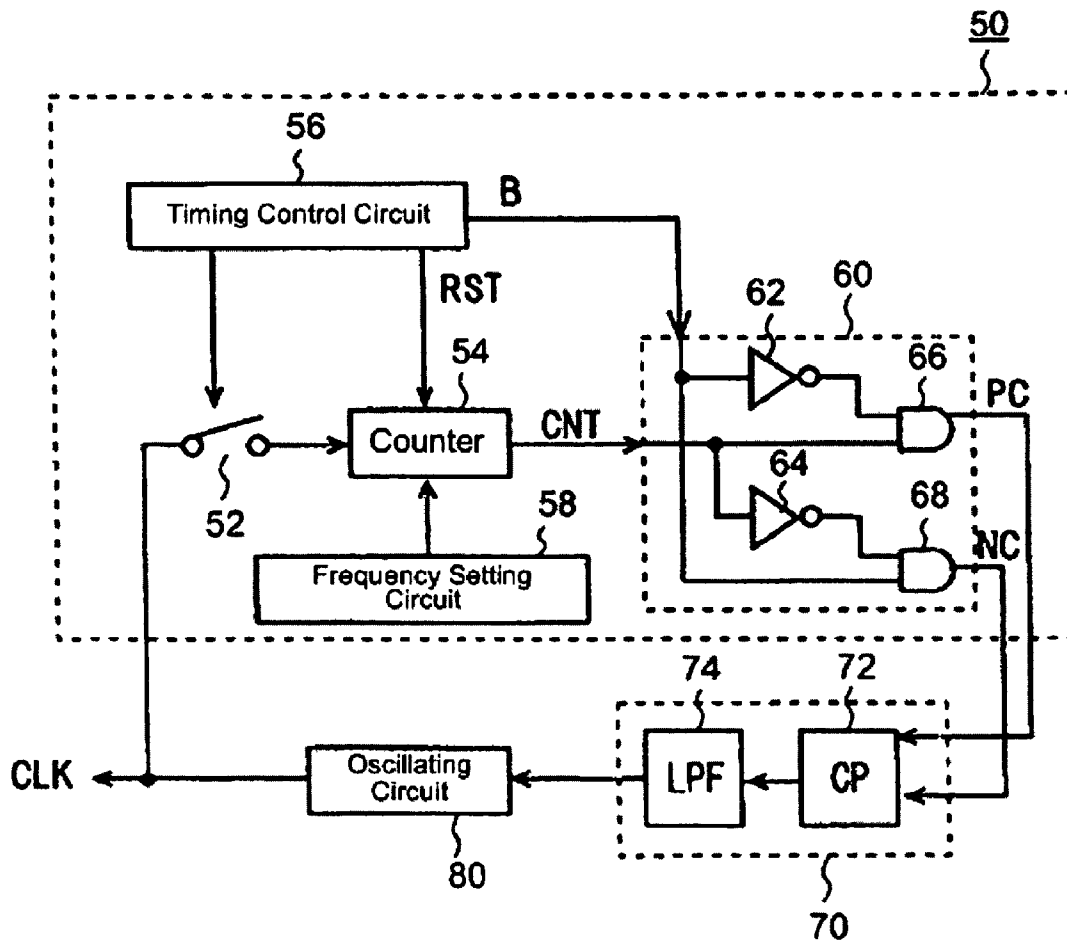 50
56
Timing Control Circuit
B
RST
62
60
66
PC
54
Counter
CNT
52
64
68
NC
58
Frequency Setting
Circuit
74
72
CLK
Oscillating
Circuit
LPF
CP
80
70